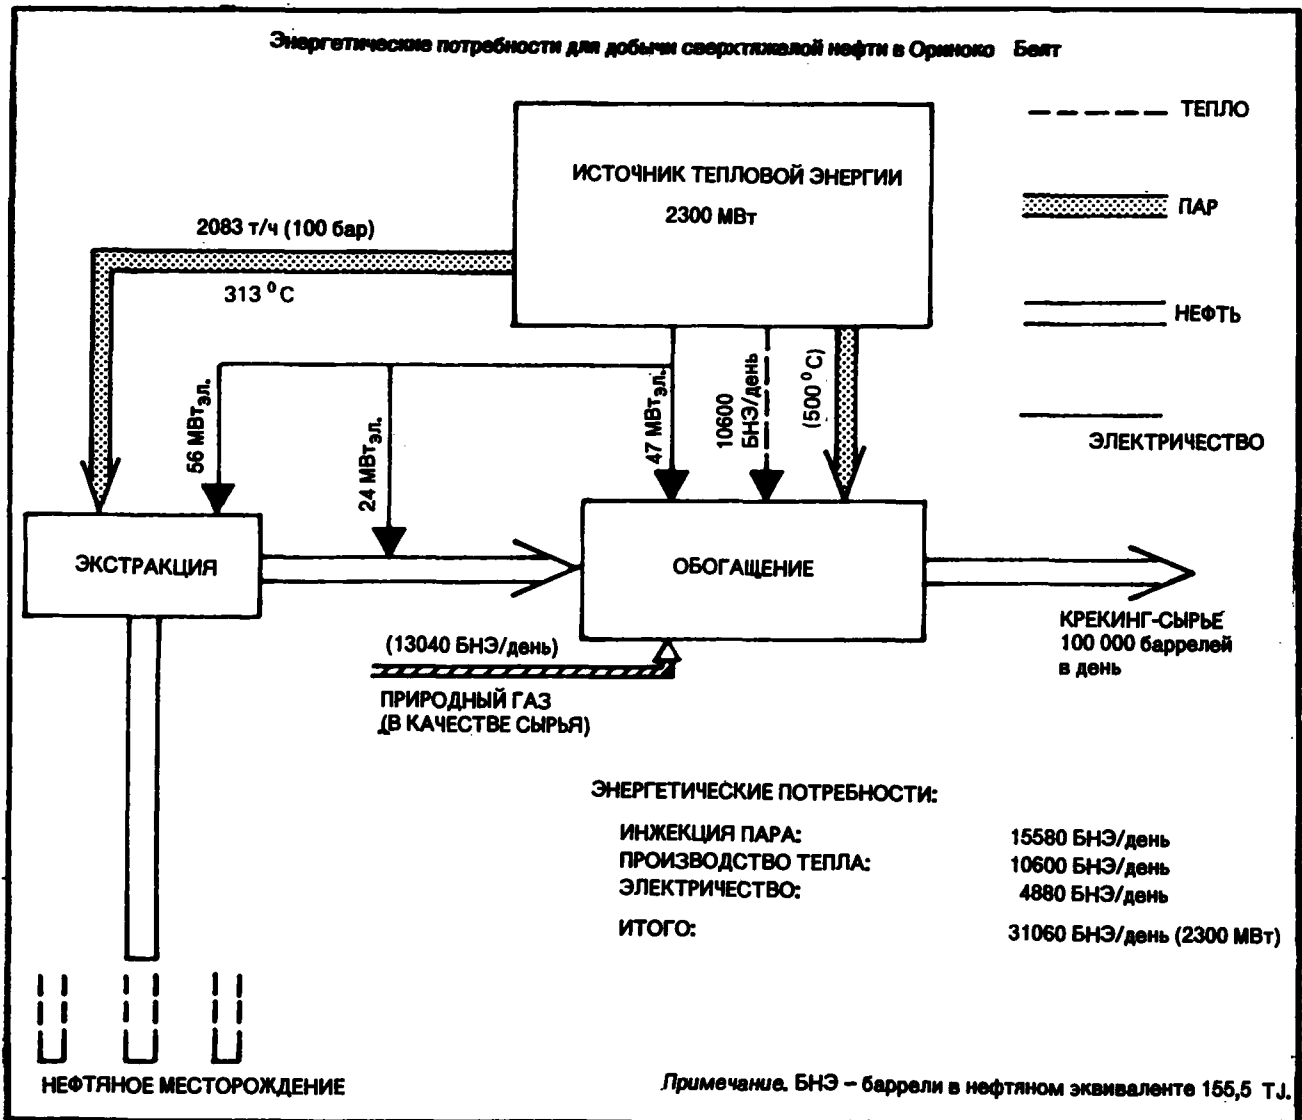 Энергетические потребности для добычи сверхтяжелой нефти в Ориноко Белт
ТЕПЛО
ИСТОЧНИК ТЕПЛОВОЙ ЭНЕРГИИ
2300 МВт
ПАР
2083 т/ч (100 бар)
313 ⁰ С
НЕФТЬ
56 МВтэл.
24 МВтэл.
47 МВтэл.
10600
БНЭ/день
(500 ⁰ С)
ЭЛЕКТРИЧЕСТВО
ЭКСТРАКЦИЯ
ОБОГАЩЕНИЕ
КРЕКИНГ-СЫРЬЕ
100 000 баррелей
в день
(13040 БНЭ/день)
ПРИРОДНЫЙ ГАЗ
(В КАЧЕСТВЕ СЫРЬЯ)
ЭНЕРГЕТИЧЕСКИЕ ПОТРЕБНОСТИ:
ИНЖЕКЦИЯ ПАРА: 15580 БНЭ/день
ПРОИЗВОДСТВО ТЕПЛА: 10600 БНЭ/день
ЭЛЕКТРИЧЕСТВО: 4880 БНЭ/день
ИТОГО: 31060 БНЭ/день (2300 МВт)
НЕФТЯНОЕ МЕСТОРОЖДЕНИЕ
Примечание. БНЭ – баррели в нефтяном эквиваленте 155,5 TJ.